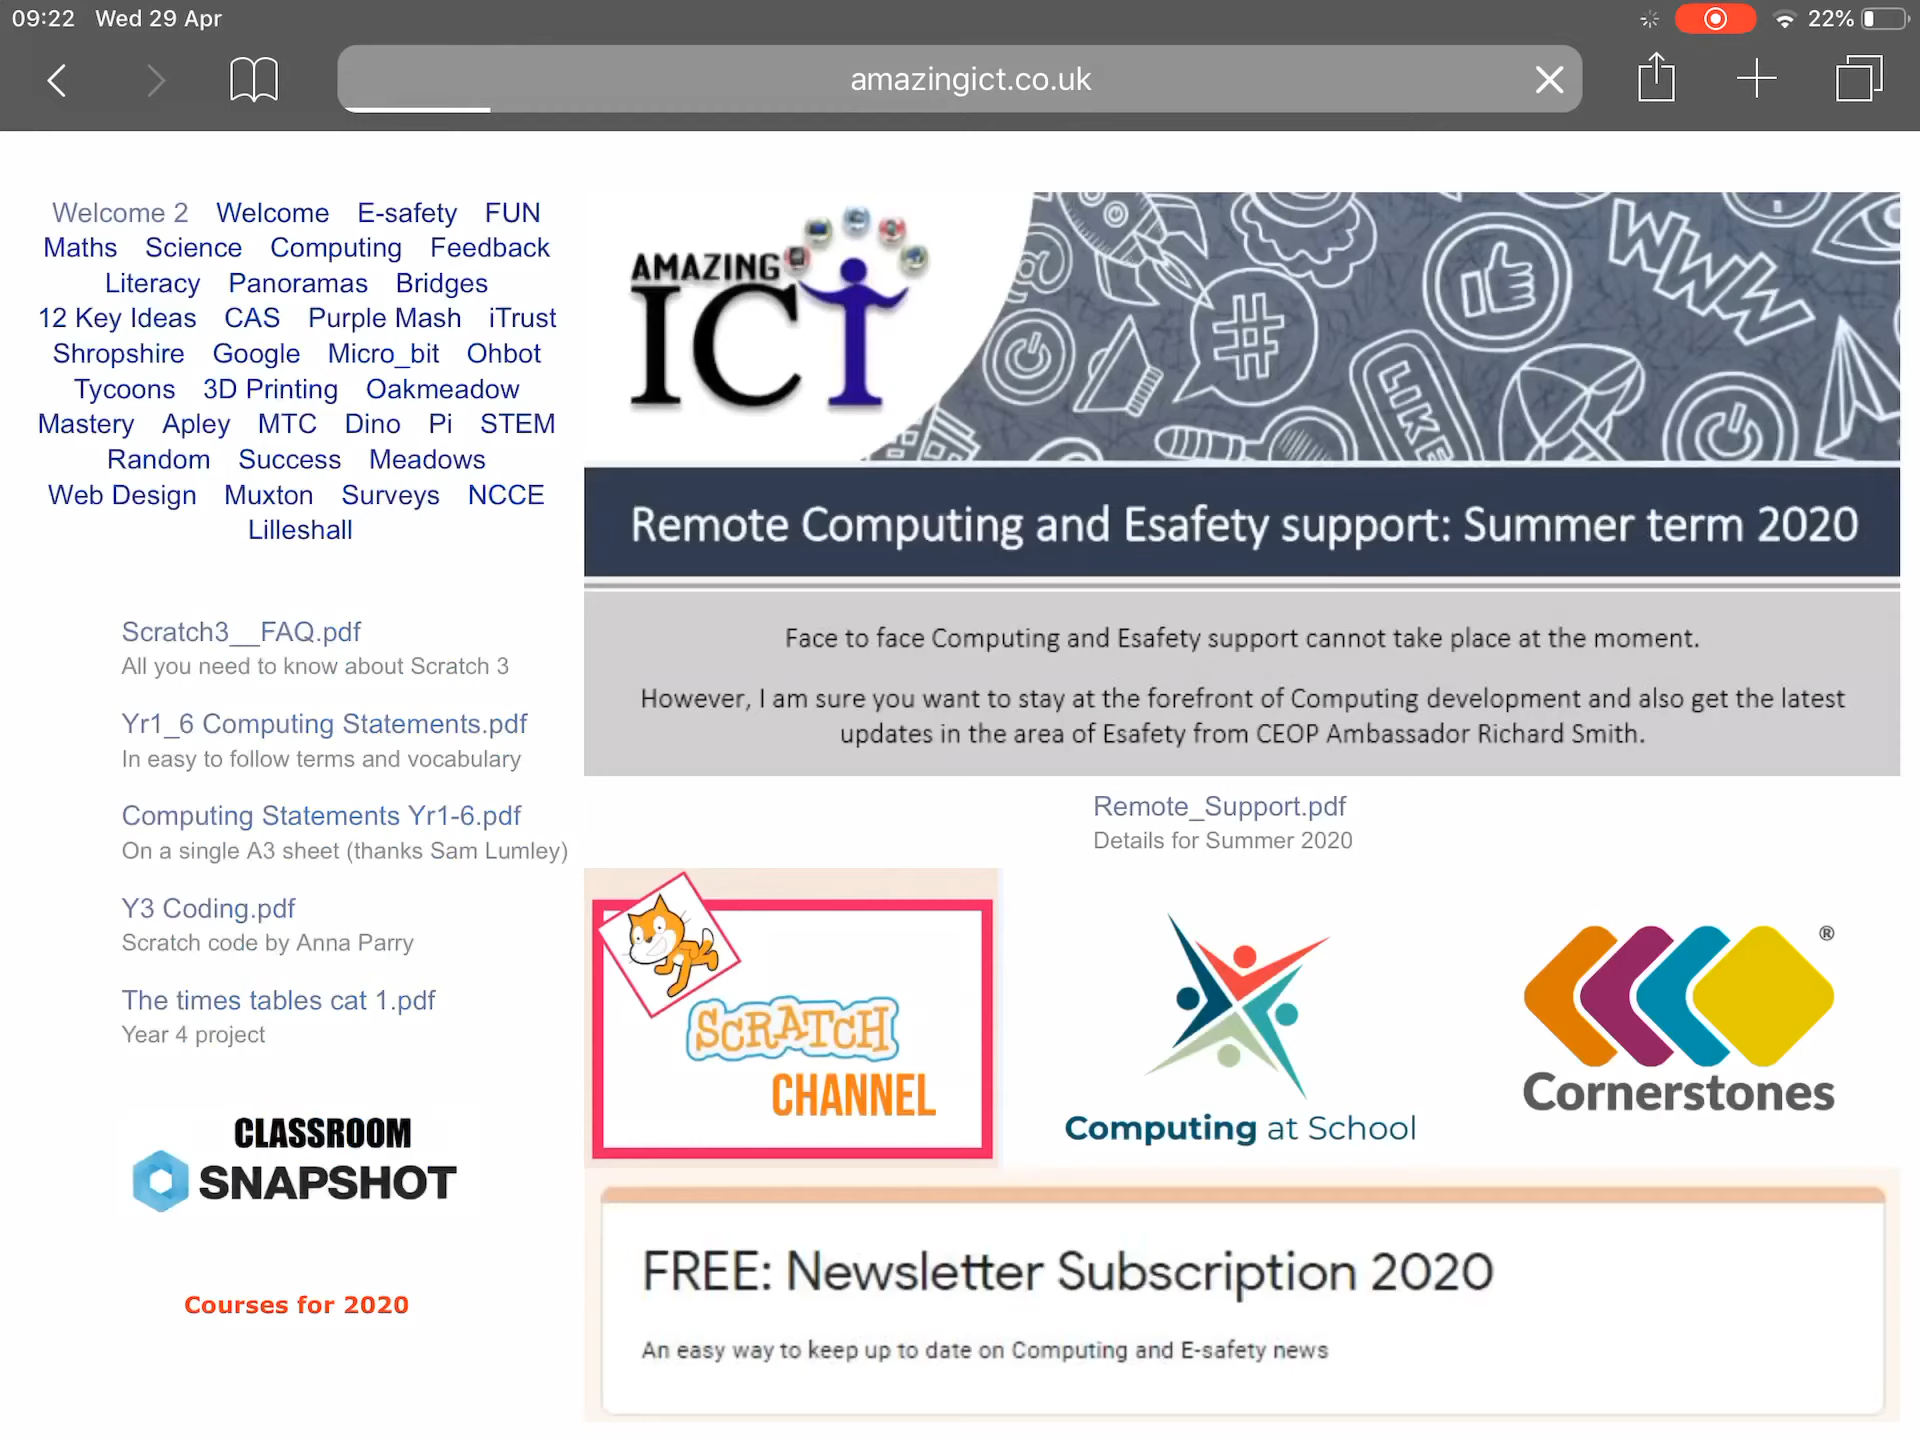 09:22 Wed 29 Apr
22%
amazingict.co.uk
Welcome 2 Welcome E-safety FUN
Maths Science Computing Feedback
Literacy Panoramas Bridges
12 Key Ideas CAS Purple Mash iTrust
Shropshire Google Micro_bit Ohbot
Tycoons 3D Printing Oakmeadow
Mastery Apley MTC Dino Pi STEM
Random Success Meadows
Web Design Muxton Surveys NCCE
Lilleshall
Scratch3__FAQ.pdf
All you need to know about Scratch 3
Yr1_6 Computing Statements.pdf
In easy to follow terms and vocabulary
Computing Statements Yr1-6.pdf
On a single A3 sheet (thanks Sam Lumley)
Y3 Coding.pdf
Scratch code by Anna Parry
The times tables cat 1.pdf
Year 4 project
CLASSROOM
SNAPSHOT
Courses for 2020
AMAZING
ICT
@
#
WWW
LIKE
Remote Computing and Esafety support: Summer term 2020
Face to face Computing and Esafety support cannot take place at the moment.
However, I am sure you want to stay at the forefront of Computing development and also get the latest
updates in the area of Esafety from CEOP Ambassador Richard Smith.
Remote_Support.pdf
Details for Summer 2020
SCRATCH
CHANNEL
Computing at School
®
Cornerstones
FREE: Newsletter Subscription 2020
An easy way to keep up to date on Computing and E-safety news